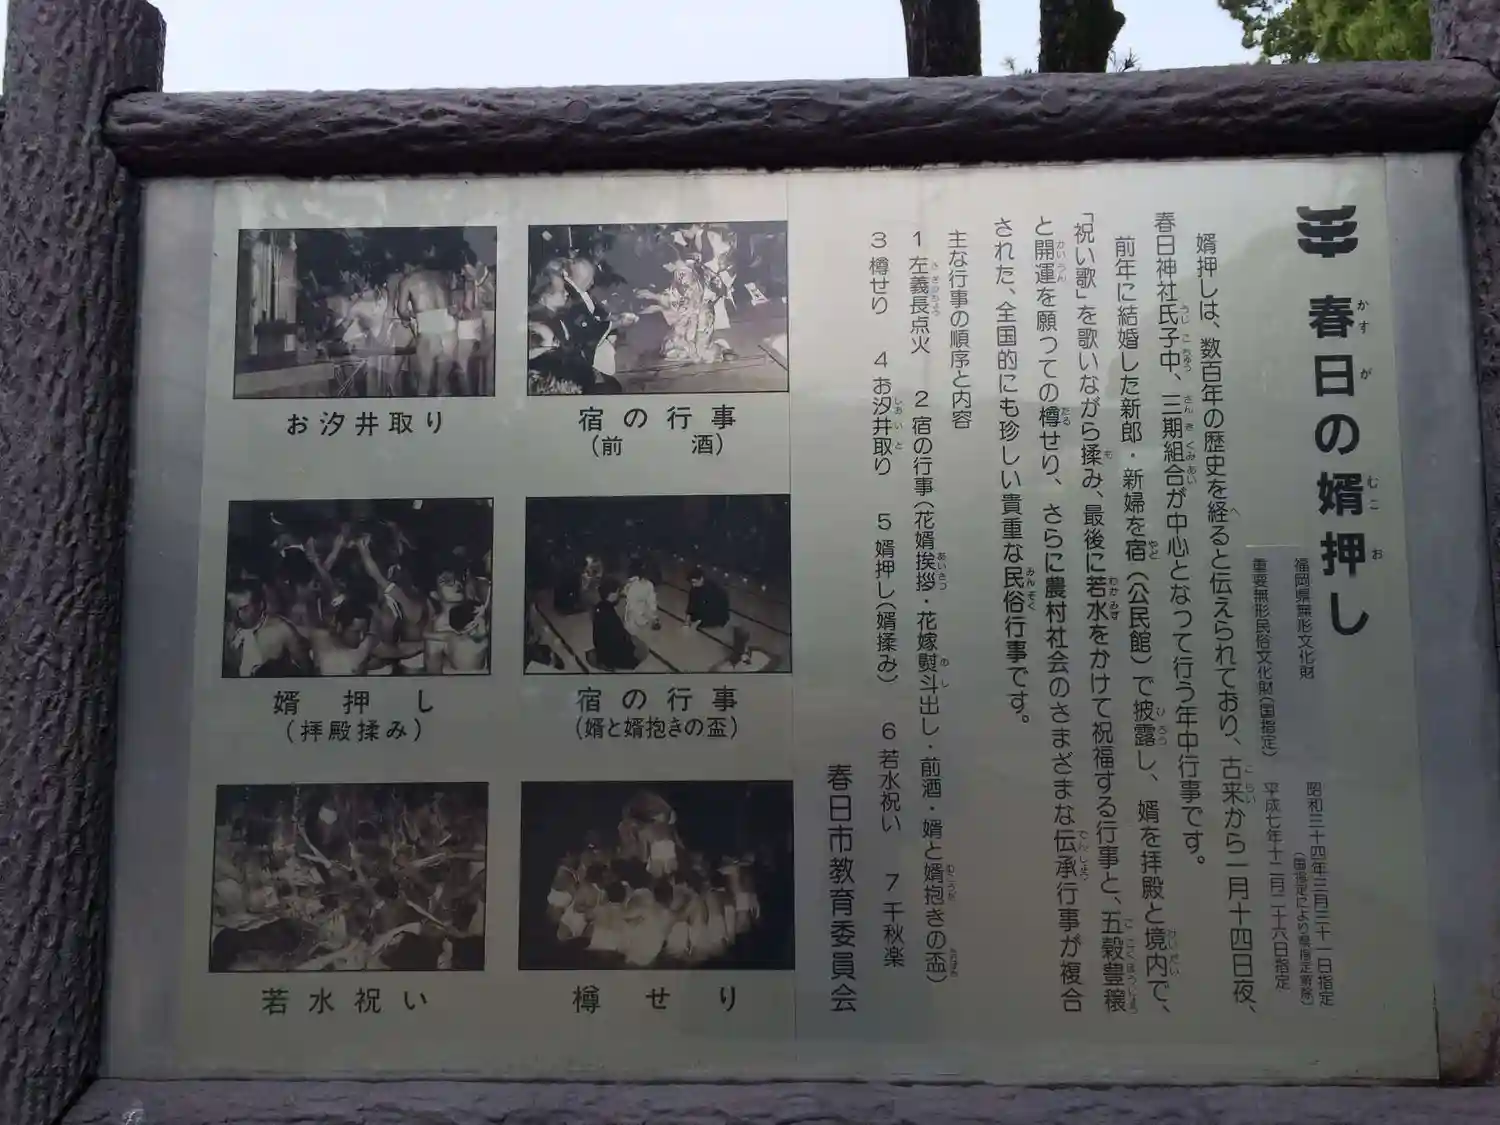 春日の婿押し
福岡県無形文化財 昭和三十四年三月三十一日指定
(国指定により県指定解除)
重要無形民俗文化財(国指定) 平成七年十二月二十六日指定
婿押しは、数百年の歴史を経ると伝えられており、古来から一月十四日夜、
春日神社氏子中、三期組合が中心となって行う年中行事です。
前年に結婚した新郎・新婦を宿(公民館)で披露し、婿を拝殿と境内で、
「祝い歌」を歌いながら揉み、最後に若水をかけて祝福する行事と、五穀豊穣
と開運を願っての樽せり、さらに農村社会のさまざまな伝承行事が複合
された、全国的にも珍しい貴重な民俗行事です。
主な行事の順序と内容
1 左義長点火 2 宿の行事(花婿挨拶・花嫁熨斗出し・前酒・婿と婿抱きの盃)
3 樽せり 4 お汐井取り 5 婿押し(婿揉み) 6 若水祝い 7 千秋楽
春日市教育委員会
宿の行事
(前酒)
お汐井取り
宿の行事
(婿と婿抱きの盃)
婿押し
(拝殿揉み)
樽せり
若水祝い